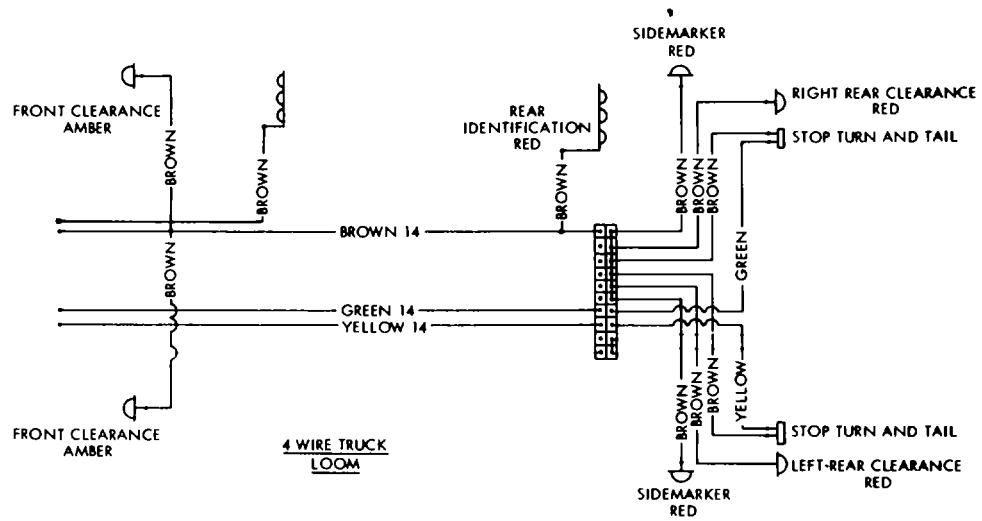 SIDEMARKER
RED
FRONT CLEARANCE
AMBER
REAR
IDENTIFICATION
RED
RIGHT REAR CLEARANCE
RED
STOP TURN AND TAIL
BROWN
BROWN
BROWN
BROWN
BROWN
BROWN
BROWN 14
BROWN
GREEN
GREEN 14
YELLOW 14
BROWN
BROWN
BROWN
YELLOW
FRONT CLEARANCE
AMBER
4 WIRE TRUCK
LOOM
STOP TURN AND TAIL
LEFT-REAR CLEARANCE
RED
SIDEMARKER
RED